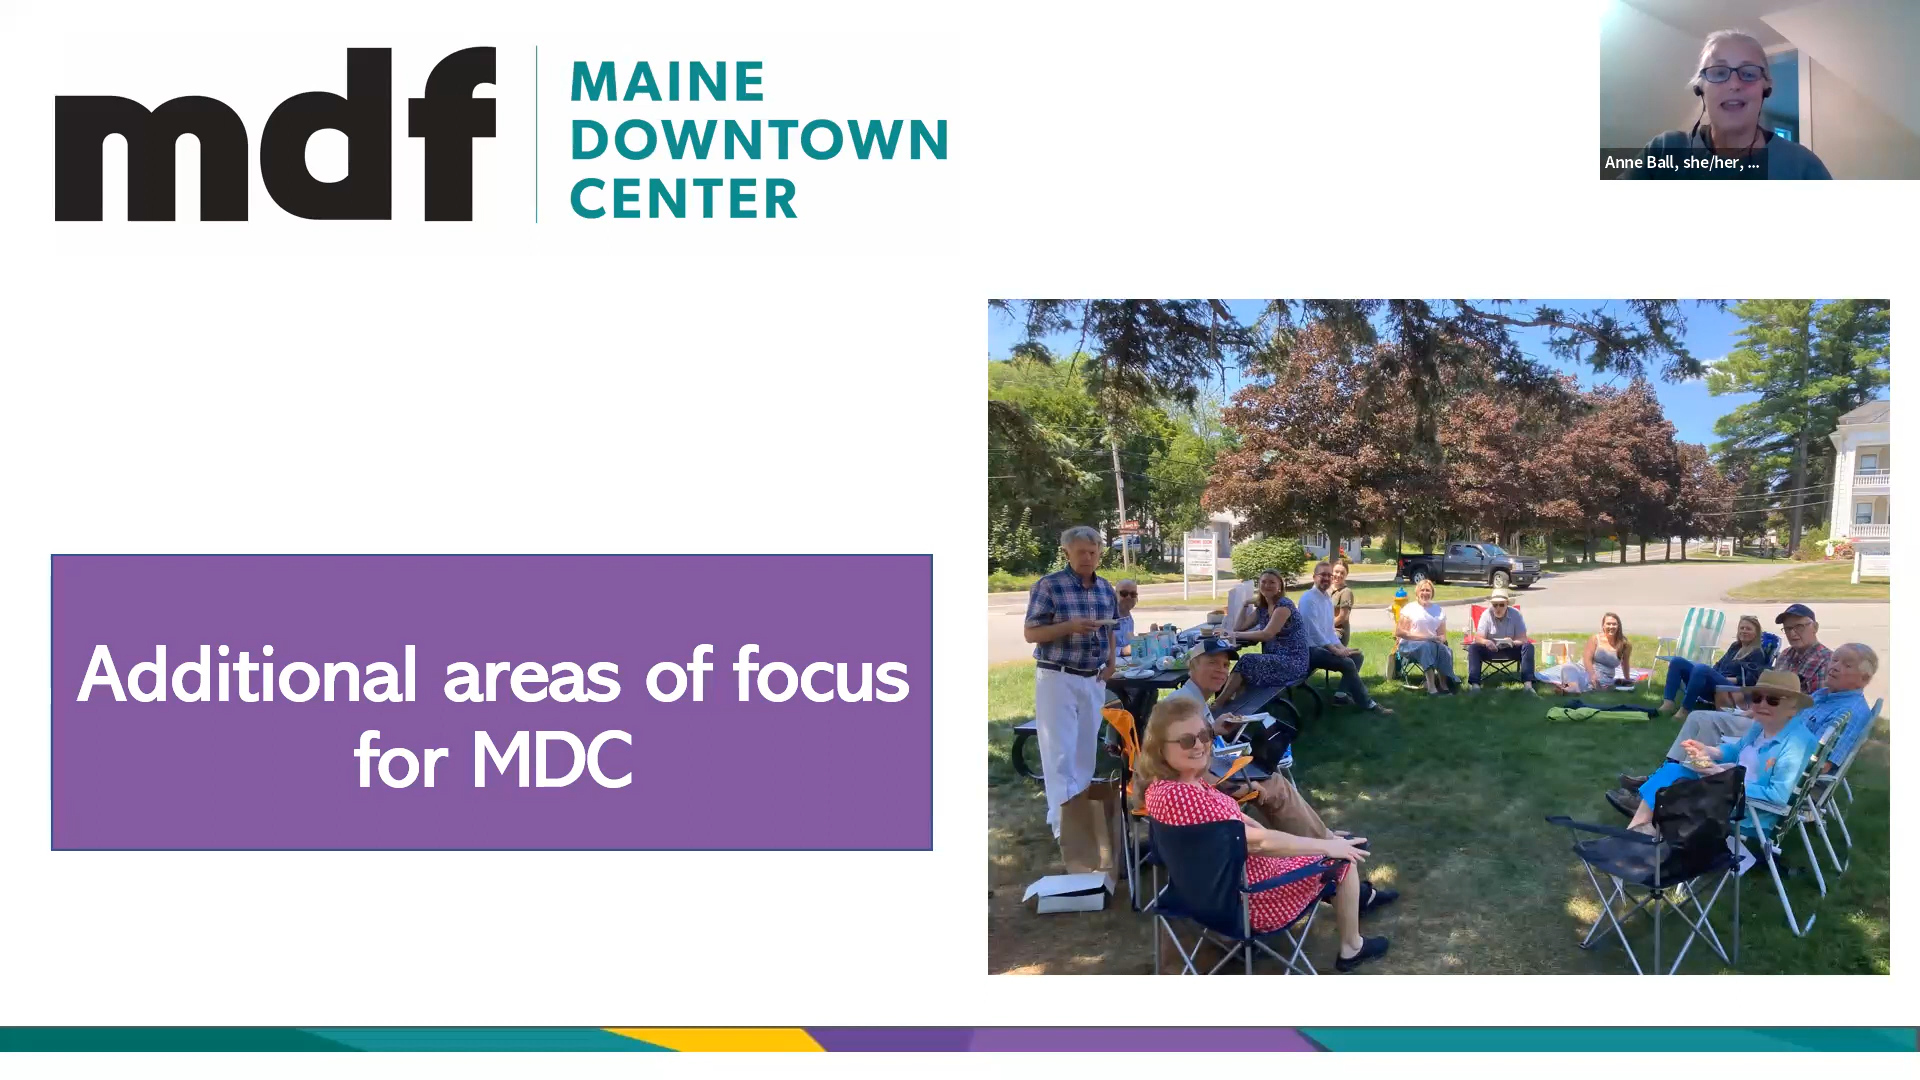 mdf
MAINE
DOWNTOWN
CENTER
Anne Ball, she/her, ...
Additional areas of focus
for MDC